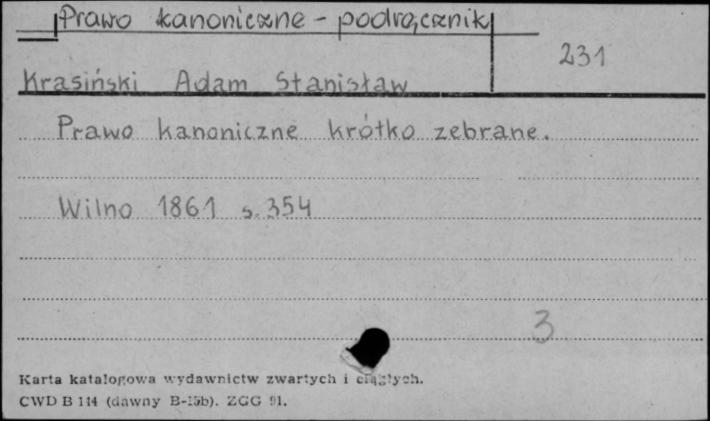 Prawo kanoniczne - podręcznik
231
Krasiński Adam Stanisław
Prawo kanoniczne krótko zebrane.
Wilno 1861 s. 354
3
Karta katalogowa wydawnictw zwartych i ciągłych.
CWD B 114 (dawny B-15b). ZGG 91.